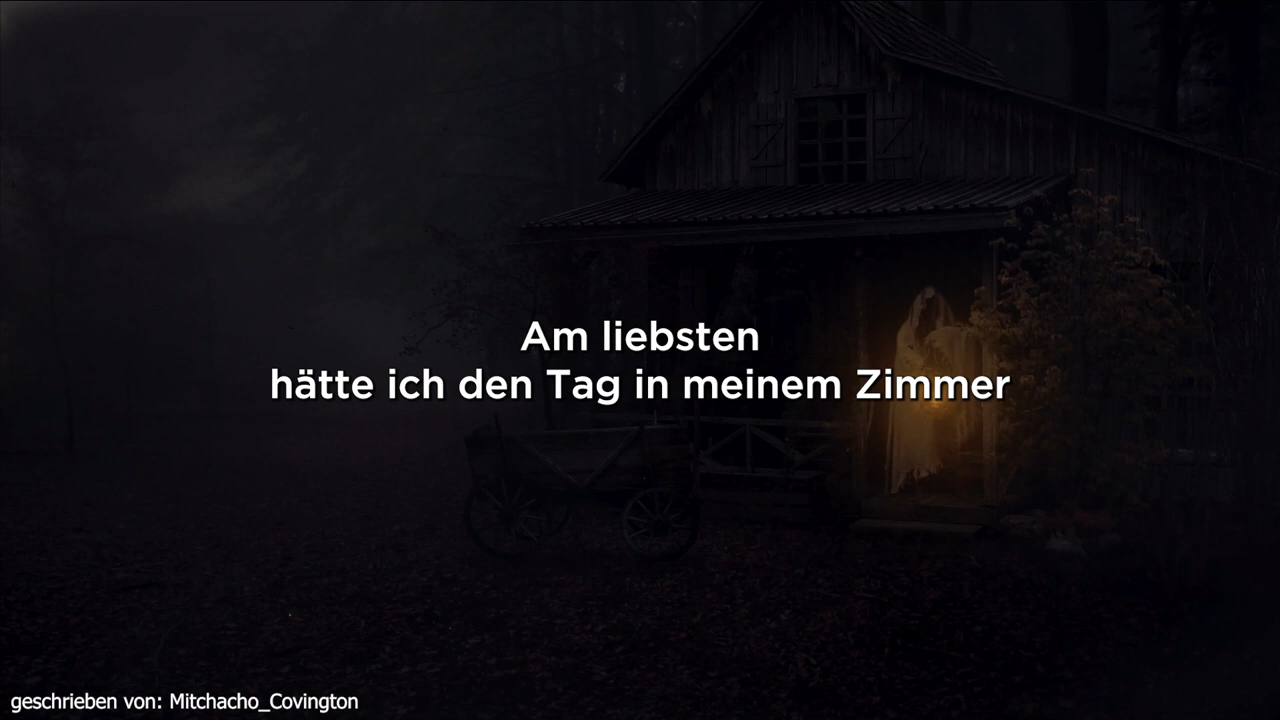 Am liebsten
hätte ich den Tag in meinem Zimmer
geschrieben von: Mitchacho_Covington